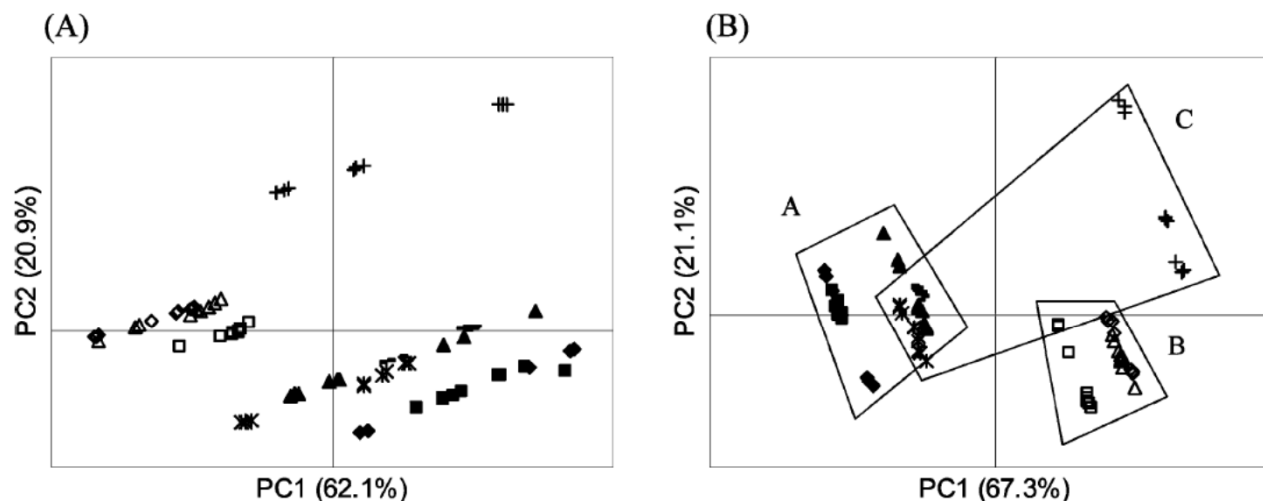 (A)
PC2 (20.9%)
PC1 (62.1%)
(B)
PC2 (21.1%)
A
C
B
PC1 (67.3%)